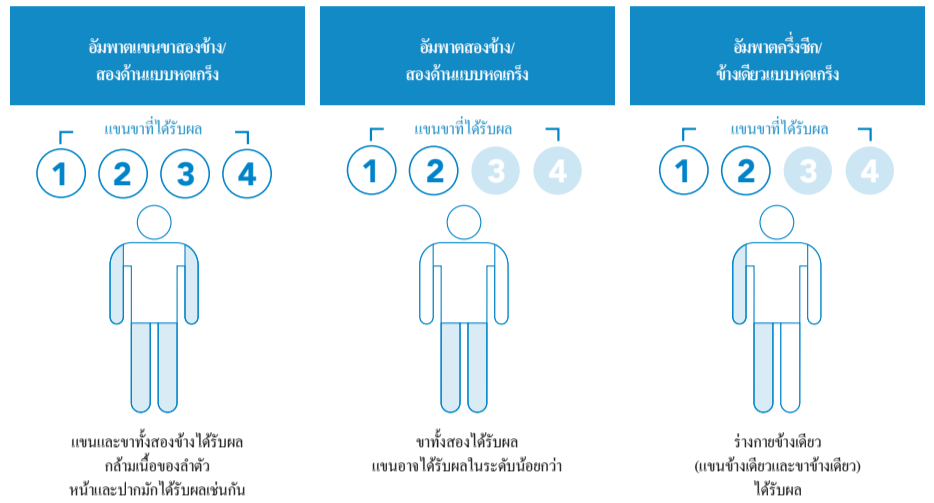 อัมพาตแขนขาสองข้าง/
สองด้านแบบหดเกร็ง
แขนขาที่ได้รับผล
1 2 3 4
แขนและขาทั้งสองข้างได้รับผล
กล้ามเนื้อของลำตัว
หน้าและปากมักได้รับผลเช่นกัน
อัมพาตสองข้าง/
สองด้านแบบหดเกร็ง
แขนขาที่ได้รับผล
1 2 3 4
ขาทั้งสองได้รับผล
แขนอาจได้รับผลในระดับน้อยกว่า
อัมพาตครึ่งซีก/
ข้างเดียวแบบหดเกร็ง
แขนขาที่ได้รับผล
1 2 3 4
ร่างกายข้างเดียว
(แขนข้างเดียวและขาข้างเดียว)
ได้รับผล